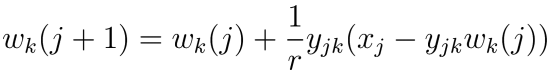 $w_k(j+1) = w_k(j) + \frac{1}{r} y_{jk}(x_j - y_{jk} w_k(j))$